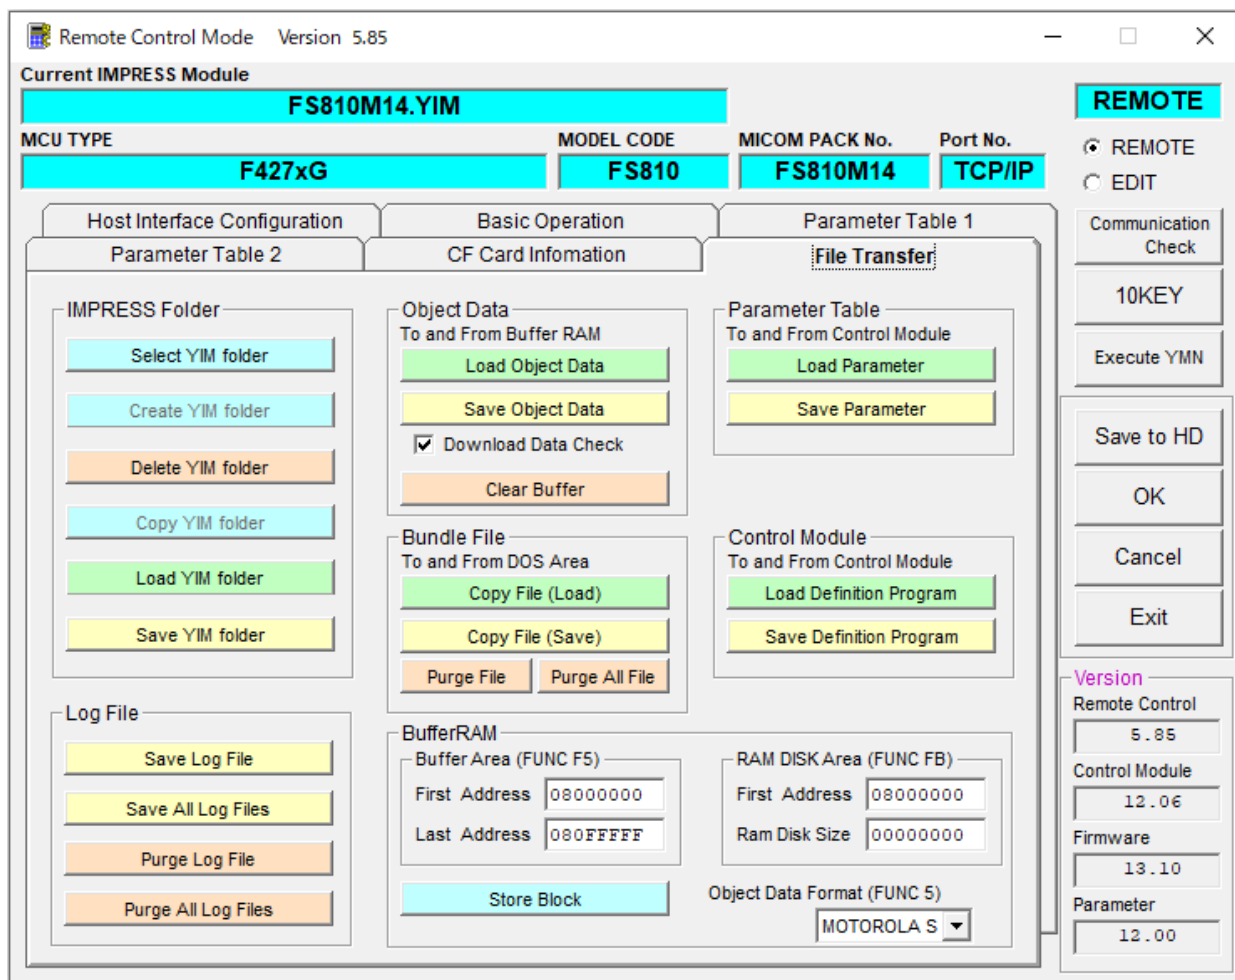 Remote Control Mode Version 5.85
Current IMPRESS Module
FS810M14.YIM
REMOTE
MCU TYPE
MODEL CODE
MICOM PACK No.
Port No.
F427xG
FS810
FS810M14
TCP/IP
REMOTE
EDIT
Host Interface Configuration
Basic Operation
Parameter Table 1
Parameter Table 2
CF Card Infomation
File Transfer
Communication
Check
10KEY
Execute YMN
Save to HD
OK
Cancel
Exit
IMPRESS Folder
Select YIM folder
Create YIM folder
Delete YIM folder
Copy YIM folder
Load YIM folder
Save YIM folder
Object Data
To and From Buffer RAM
Load Object Data
Save Object Data
Download Data Check
Clear Buffer
Parameter Table
To and From Control Module
Load Parameter
Save Parameter
Bundle File
To and From DOS Area
Copy File (Load)
Copy File (Save)
Purge File
Purge All File
Control Module
To and From Control Module
Load Definition Program
Save Definition Program
Log File
Save Log File
Save All Log Files
Purge Log File
Purge All Log Files
BufferRAM
Buffer Area (FUNC F5)
First Address 08000000
Last Address 080FFFFF
RAM DISK Area (FUNC FB)
First Address 08000000
Ram Disk Size 00000000
Store Block
Object Data Format (FUNC 5)
MOTOROLA S
Version
Remote Control
5.85
Control Module
12.06
Firmware
13.10
Parameter
12.00